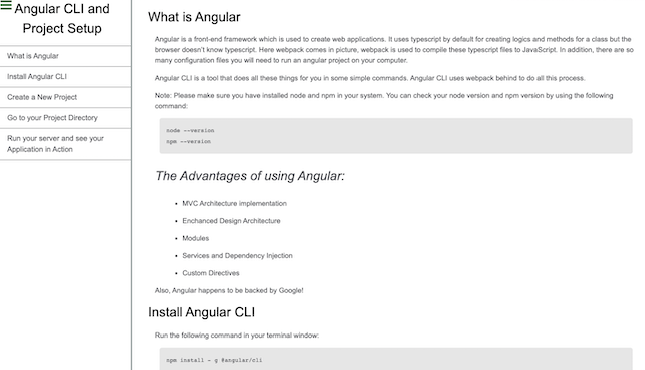 Angular CLI and
Project Setup
What is Angular
Install Angular CLI
Create a New Project
Go to your Project Directory
Run your server and see your
Application in Action
What is Angular
Angular is a front-end framework which is used to create web applications. It uses typescript by default for creating logics and methods for a class but the
browser doesn't know typescript. Here webpack comes in picture, webpack is used to compile these typescript files to JavaScript. In addition, there are so
many configuration files you will need to run an angular project on your computer.
Angular CLI is a tool that does all these things for you in some simple commands. Angular CLI uses webpack behind to do all this process.
Note: Please make sure you have installed node and npm in your system. You can check your node version and npm version by using the following
command:
node --version
npm --version
The Advantages of using Angular:
• MVC Architecture implementation
• Enchanced Design Architecture
• Modules
• Services and Dependency Injection
• Custom Directives
Also, Angular happens to be backed by Google!
Install Angular CLI
Run the following command in your terminal window:
npm install - g @angular/cli